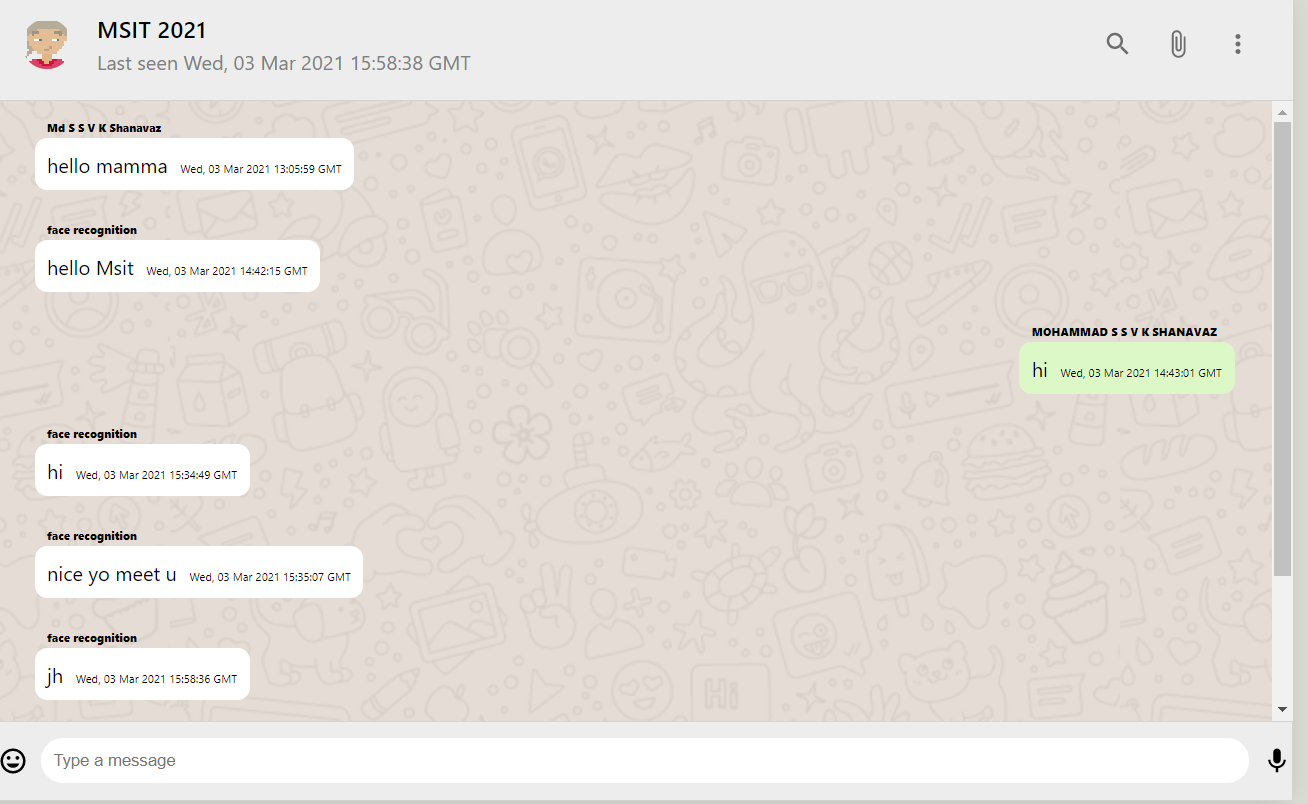 MSIT 2021
Last seen Wed, 03 Mar 2021 15:58:38 GMT
Md S S V K Shanavaz
hello mamma Wed, 03 Mar 2021 13:05:59 GMT
face recognition
hello Msit Wed, 03 Mar 2021 14:42:15 GMT
MOHAMMAD S S V K SHANAVAZ
hi Wed, 03 Mar 2021 14:43:01 GMT
face recognition
hi Wed, 03 Mar 2021 15:34:49 GMT
face recognition
nice yo meet u Wed, 03 Mar 2021 15:35:07 GMT
face recognition
jh Wed, 03 Mar 2021 15:58:36 GMT
Hi
Type a message